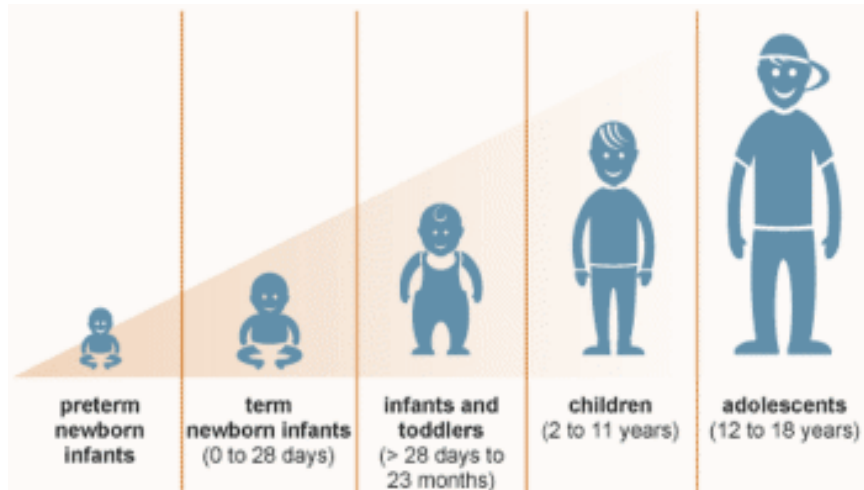 preterm
newborn
infants
term
newborn infants
(0 to 28 days)
infants and
toddlers
(> 28 days to
23 months)
children
(2 to 11 years)
adolescents
(12 to 18 years)